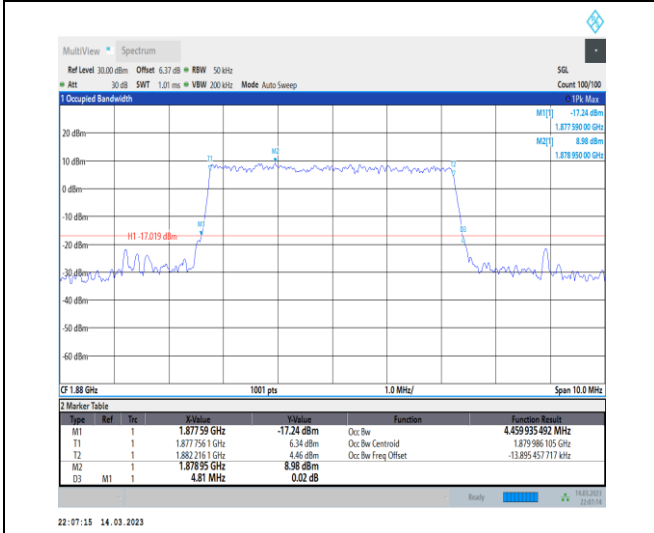 MultiView Spectrum
Ref Level 30.00 dBm Offset 6.37 dB RBW 50 kHz SGL
Att 30 dB SWT 1.01 ms VBW 200 kHz Mode Auto Sweep Count 100/100
1 Occupied Bandwidth 1Pk Max
M1[1] -17.24 dBm
1.877 590 00 GHz
M2[1] 8.98 dBm
1.878 950 00 GHz
20 dBm
M2
T1 T2
10 dBm
0 dBm
-10 dBm
M1
D3
H1 -17.019 dBm
-20 dBm
-30 dBm
-40 dBm
-50 dBm
-60 dBm
CF 1.88 GHz 1001 pts 1.0 MHz/ Span 10.0 MHz
2 Marker Table
Type Ref Trc X-Value Y-Value Function Function Result
M1 1 1.877 59 GHz -17.24 dBm Occ Bw 4.459 935 492 MHz
T1 1 1.877 756 1 GHz 6.34 dBm Occ Bw Centroid 1.879 986 105 GHz
T2 1 1.882 216 1 GHz 4.46 dBm Occ Bw Freq Offset -13.895 457 717 kHz
M2 1 1.878 95 GHz 8.98 dBm
D3 M1 1 4.81 MHz 0.02 dB
Ready 14.03.2023
22:07:14
22:07:15 14.03.2023